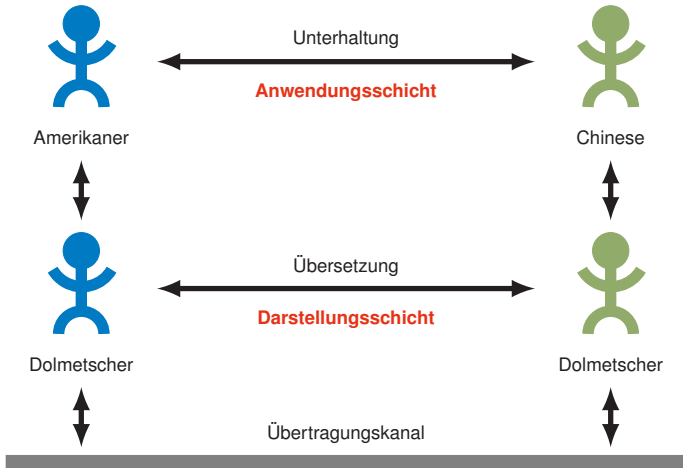 Unterhaltung
Anwendungsschicht
Amerikaner
Chinese
Übersetzung
Darstellungsschicht
Dolmetscher
Dolmetscher
Übertragungskanal